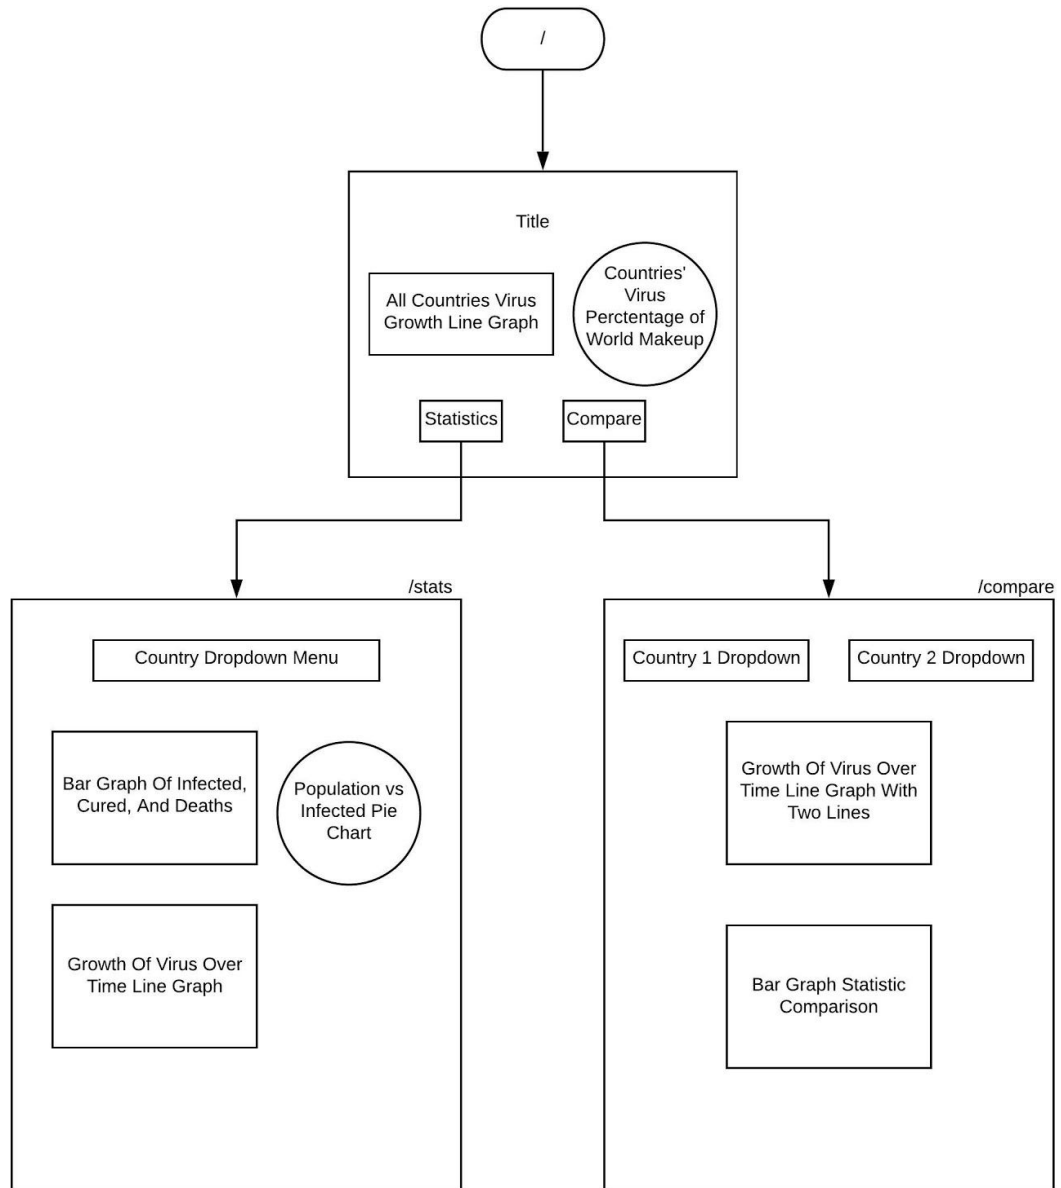 /
Title
All Countries Virus
Growth Line Graph
Countries'
Virus
Perctentage of
World Makeup
Statistics
Compare
/stats
Country Dropdown Menu
Bar Graph Of Infected,
Cured, And Deaths
Population vs
Infected Pie
Chart
Growth Of Virus Over
Time Line Graph
/compare
Country 1 Dropdown
Country 2 Dropdown
Growth Of Virus Over
Time Line Graph With
Two Lines
Bar Graph Statistic
Comparison